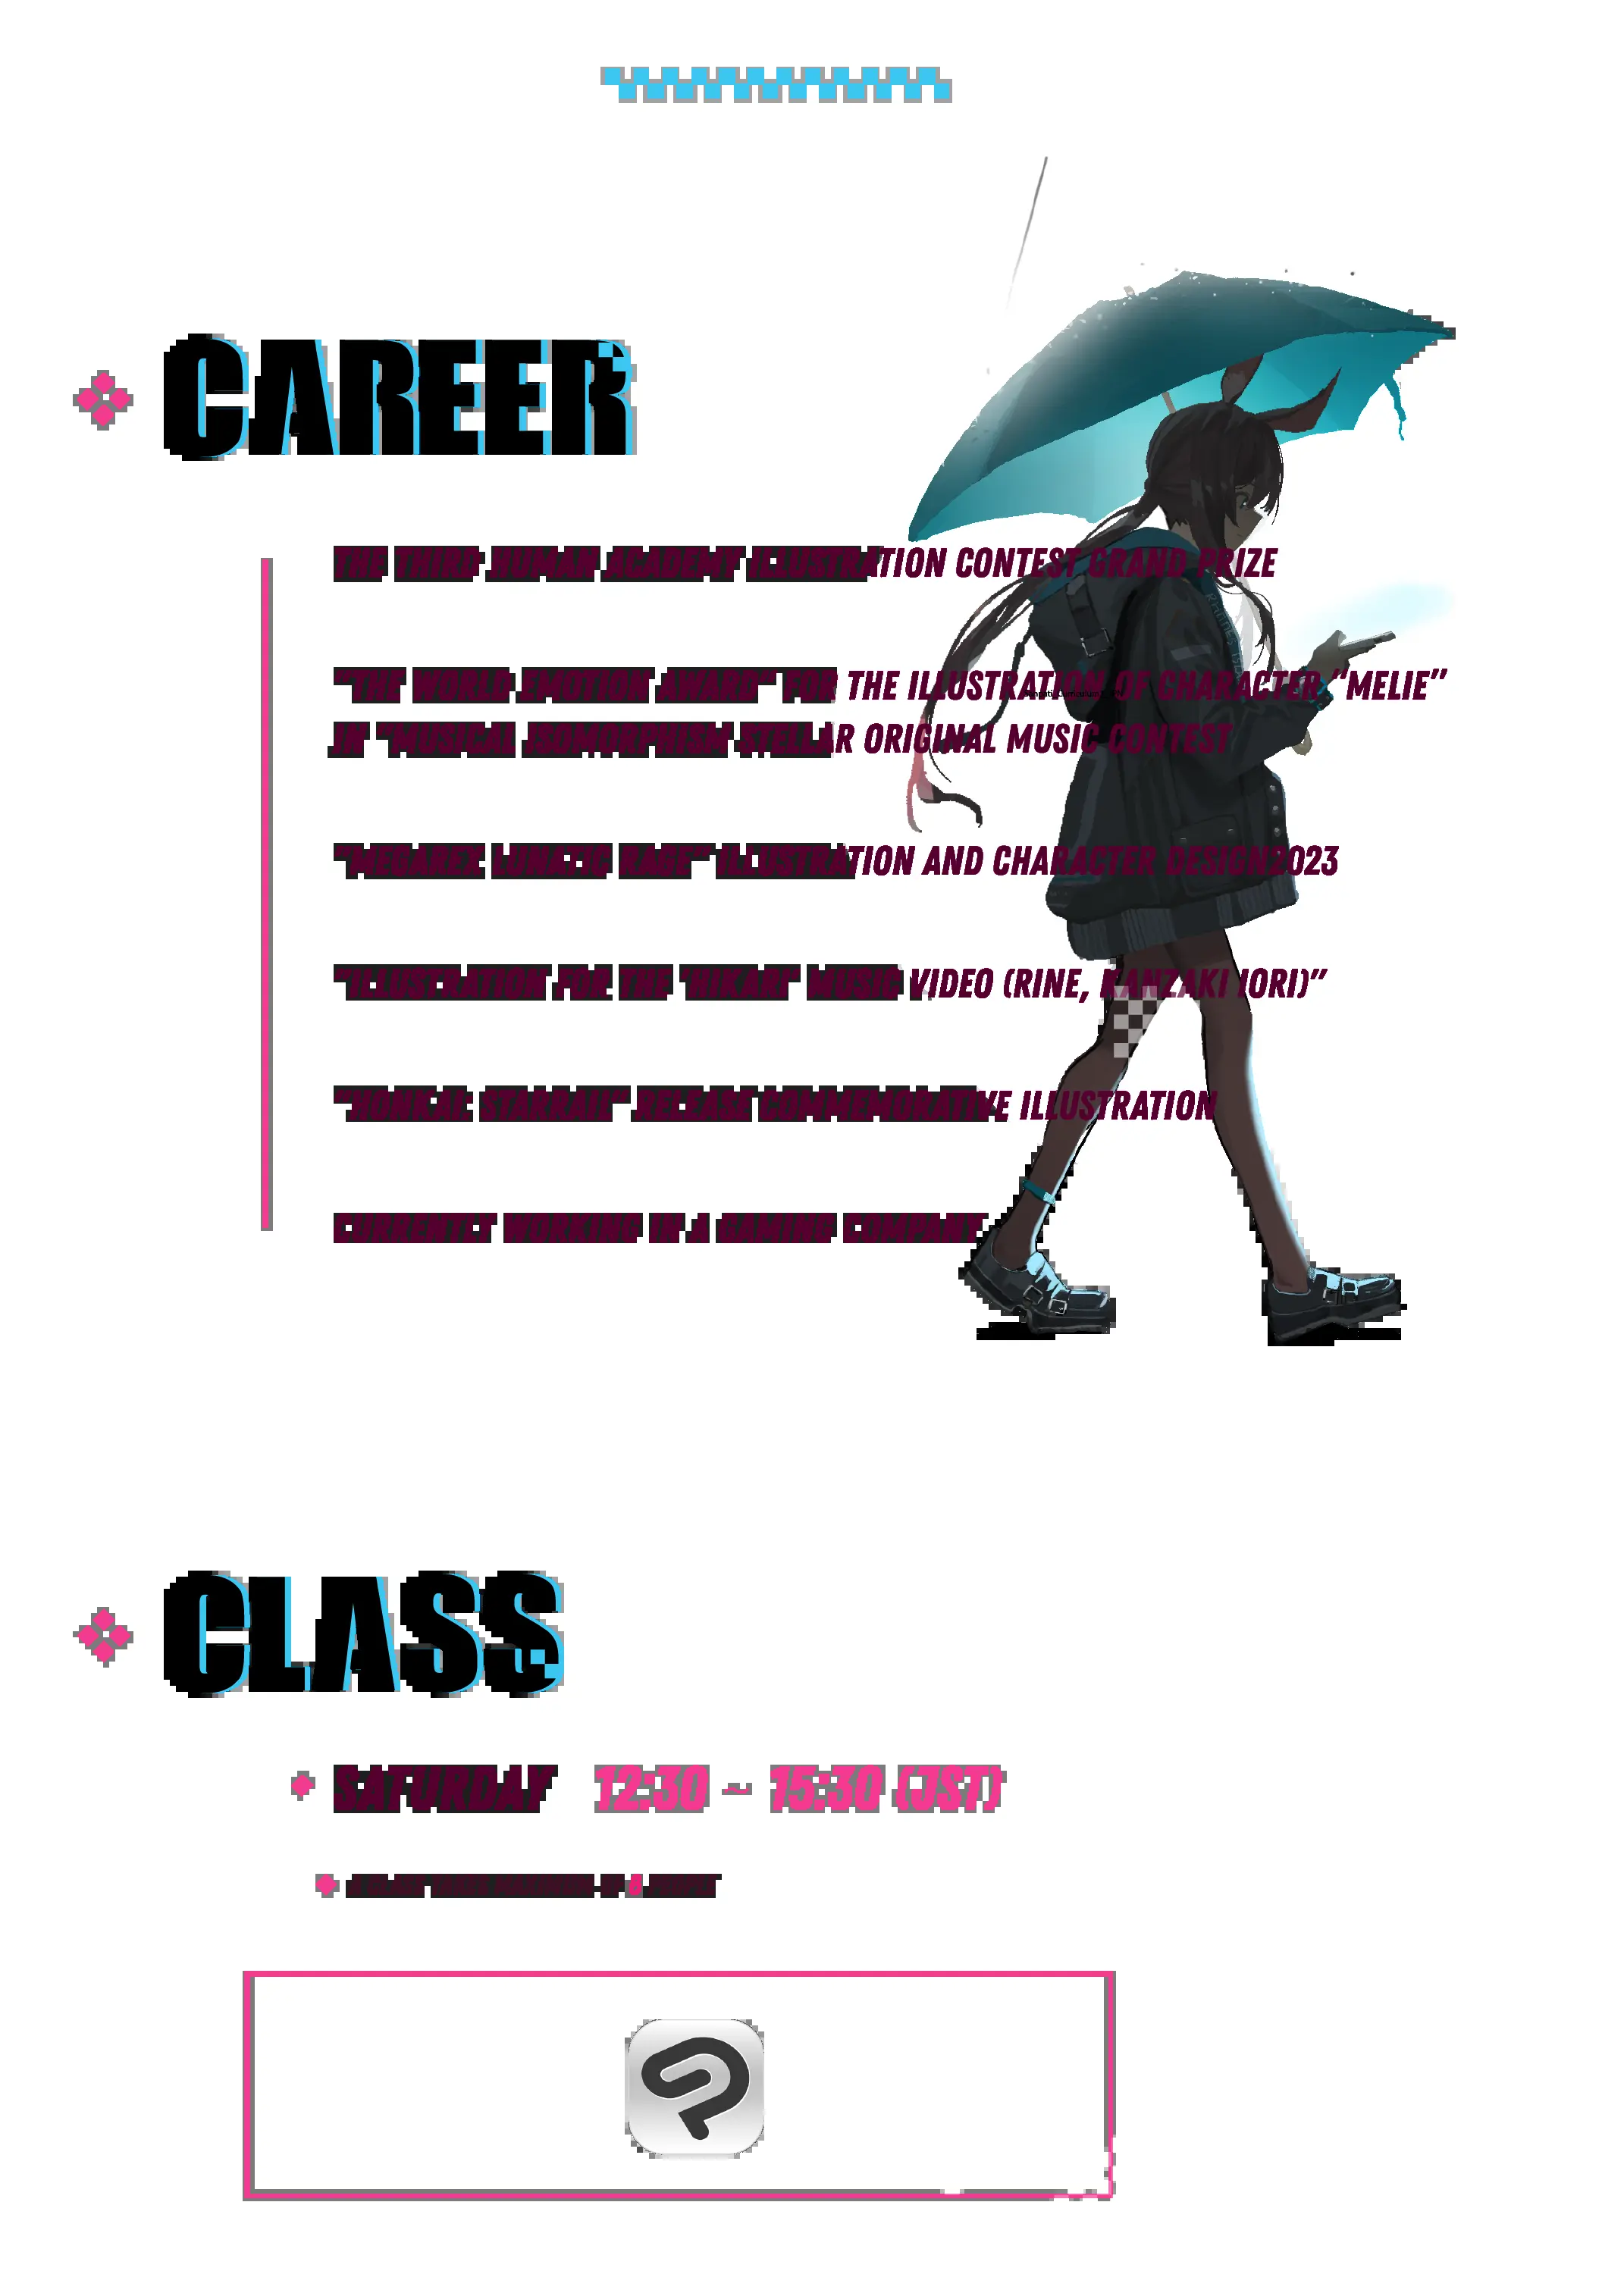 CAREER
THE THIRD HUMAN ACADEMY ILLUSTRATION CONTEST GRAND PRIZE
"THE WORLD EMOTION AWARD" FOR THE ILLUSTRATION OF CHARACTER "MELIE"
IN "MUSICAL ISOMORPHISM STELLAR ORIGINAL MUSIC CONTEST
"MEGAREX LUNATIC RAGE" ILLUSTRATION AND CHARACTER DESIGN2023
"ILLUSTRATION FOR THE "HIKARI" MUSIC VIDEO (RINE, KANZAKI IORI)"
"HONKAI: STARRAIL" RELEASE COMMEMORATIVE ILLUSTRATION
CURRENTLY WORKING IN A GAMING COMPANY
CLASS
SATURDAY 12:30 ~ 15:30 (JST)
PEOPLE